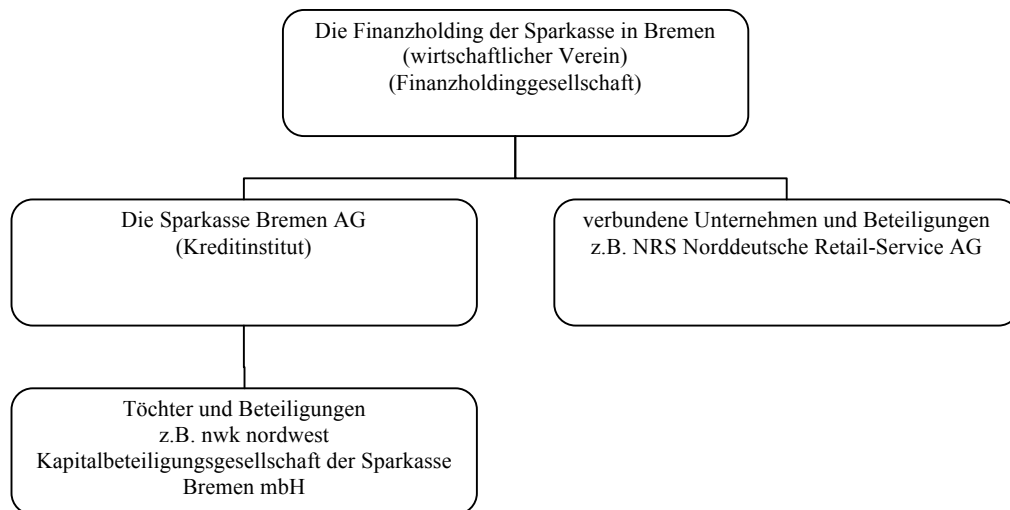 Die Finanzholding der Sparkasse in Bremen
(wirtschaftlicher Verein)
(Finanzholdinggesellschaft)
Die Sparkasse Bremen AG
(Kreditinstitut)
verbundene Unternehmen und Beteiligungen
z.B. NRS Norddeutsche Retail-Service AG
Töchter und Beteiligungen
z.B. nwk nordwest
Kapitalbeteiligungsgesellschaft der Sparkasse
Bremen mbH